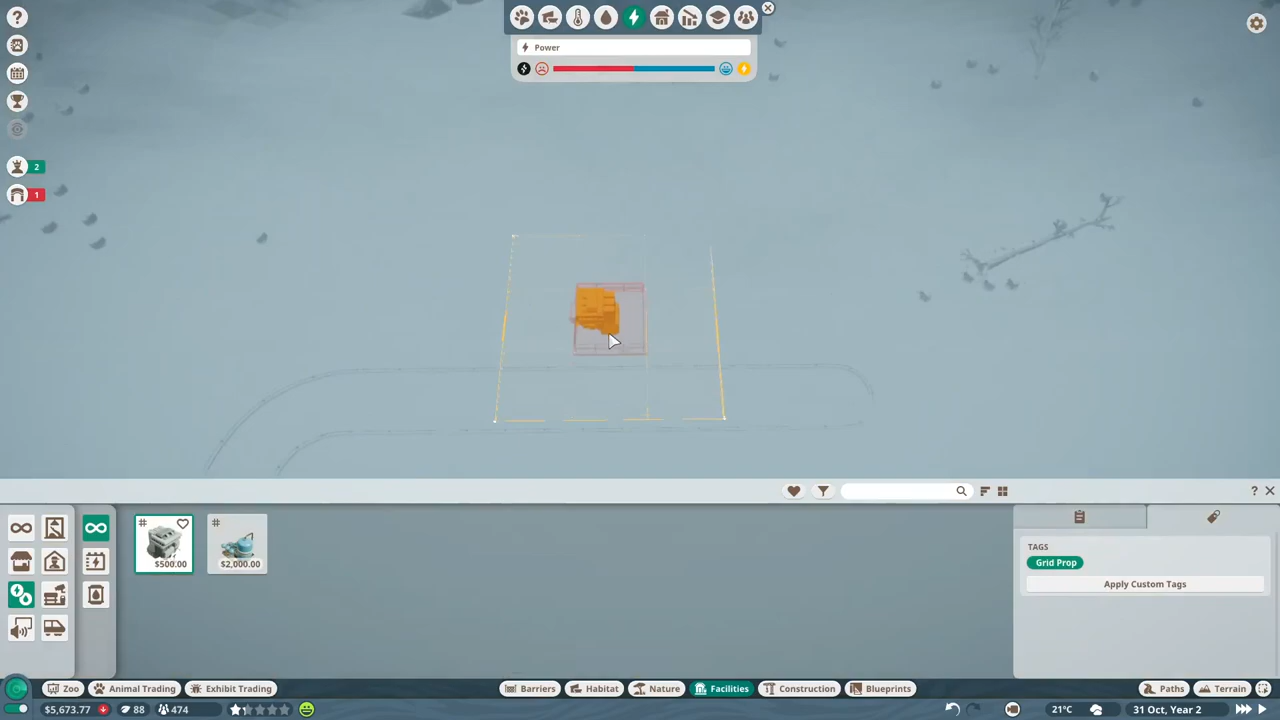 Power
2
1
$500.00
$2,000.00
TAGS
Grid Prop
Apply Custom Tags
Zoo
Animal Trading
Exhibit Trading
Barriers
Habitat
Nature
Facilities
Construction
Blueprints
Paths
Terrain
$5,673.77
88
474
21°C
31 Oct, Year 2